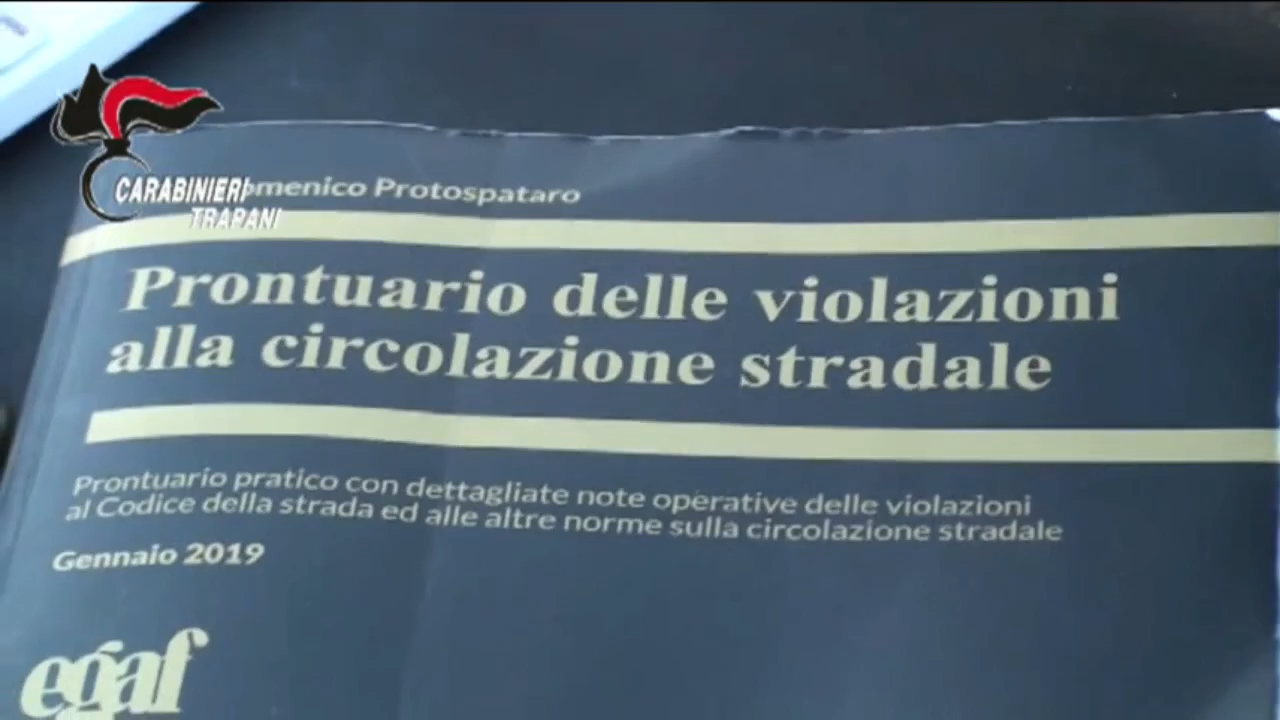 CARABINIERI
TRAPANI
omenico Protospataro
Prontuario delle violazioni
alla circolazione stradale
Prontuario pratico con dettagliate note operative delle violazioni
al Codice della strada ed alle altre norme sulla circolazione stradale
Gennaio 2019
egaf